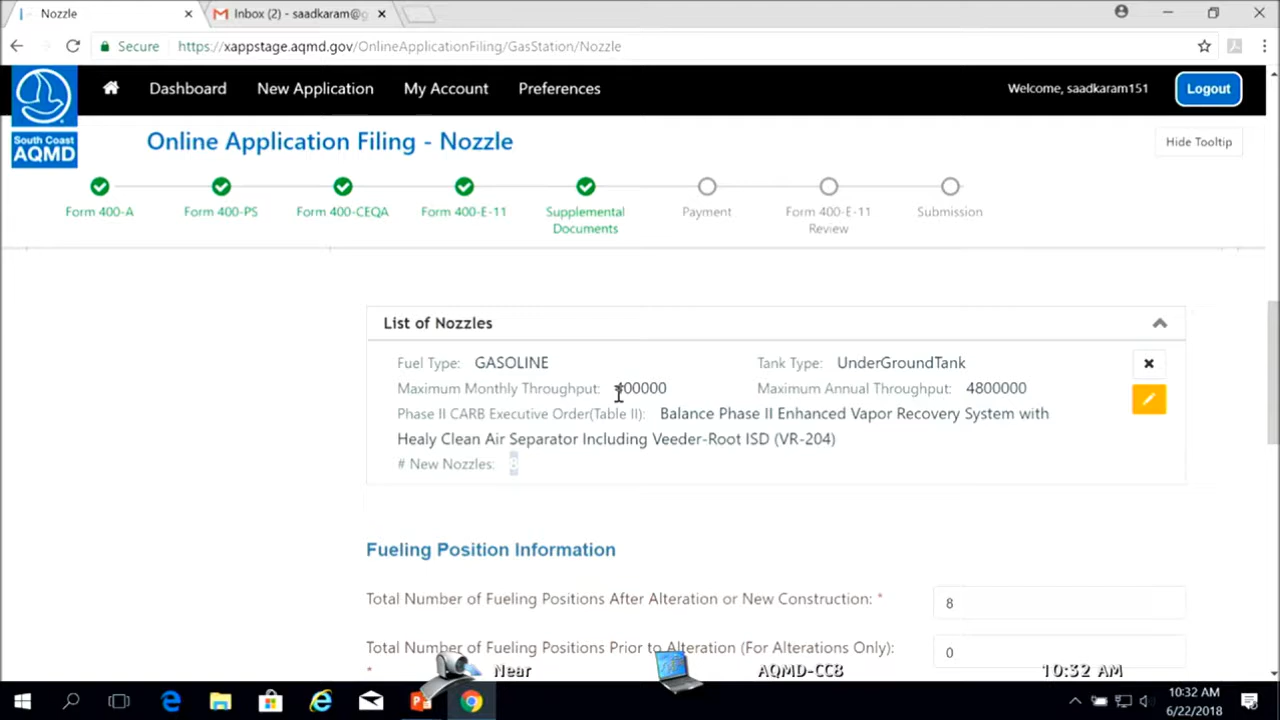 Nozzle
Inbox (2) - saadkaram@g
Secure https://xappstage.aqmd.gov/OnlineApplicationFiling/GasStation/Nozzle
South Coast
AQMD
Dashboard New Application My Account Preferences Welcome, saadkaram151 Logout
Online Application Filing - Nozzle Hide Tooltip
Form 400-A Form 400-PS Form 400-CEQA Form 400-E-11 Supplemental Documents Payment Form 400-E-11 Review Submission
List of Nozzles
Fuel Type: GASOLINE Tank Type: UnderGroundTank
Maximum Monthly Throughput: 400000 Maximum Annual Throughput: 4800000
Phase II CARB Executive Order(Table II): Balance Phase II Enhanced Vapor Recovery System with
Healy Clean Air Separator Including Veeder-Root ISD (VR-204)
# New Nozzles: 8
Fueling Position Information
Total Number of Fueling Positions After Alteration or New Construction: * 8
Total Number of Fueling Positions Prior to Alteration (For Alterations Only): 0
*
Near AQMD-CC8 10:32 AM
10:32 AM
6/22/2018